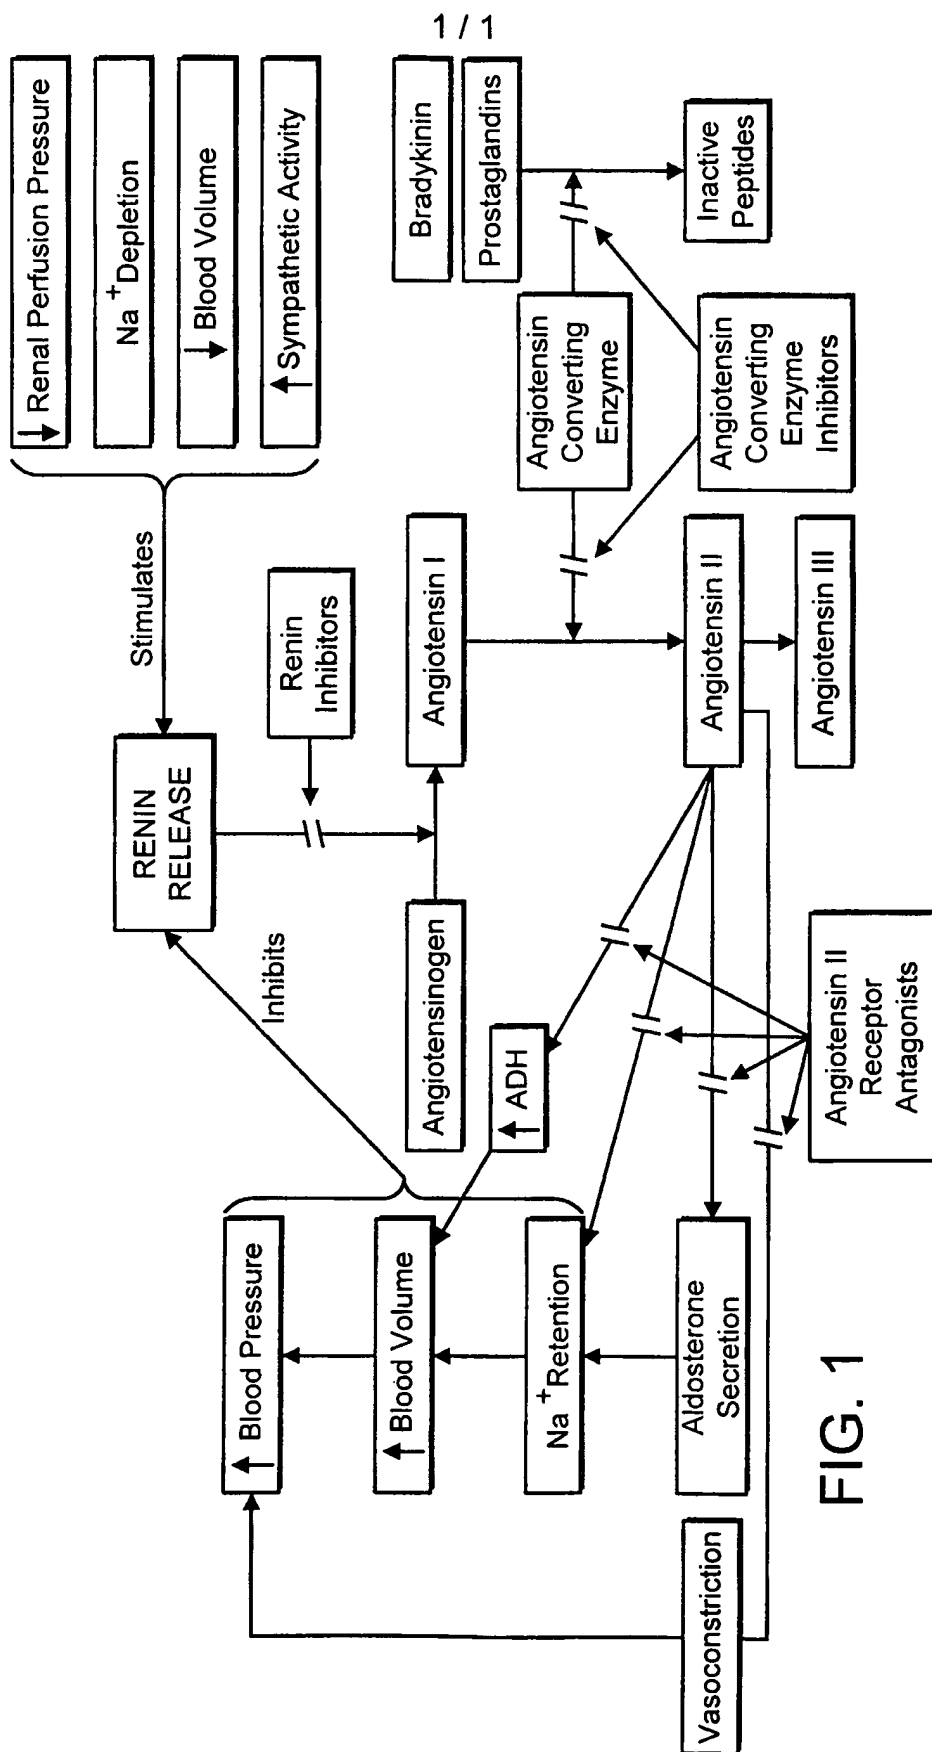 1 / 1
↓ Renal Perfusion Pressure
Na + Depletion
↓ Blood Volume
↑ Sympathetic Activity
Stimulates
RENIN
RELEASE
Inhibits
Renin
Inhibitors
Bradykinin
Prostaglandins
Angiotensinogen
Angiotensin I
Angiotensin
Converting
Enzyme
Inactive
Peptides
Angiotensin
Converting
Enzyme
Inhibitors
Angiotensin II
Angiotensin III
↑ Blood Pressure
↑ Blood Volume
↑ ADH
Na + Retention
Aldosterone
Secretion
Vasoconstriction
Angiotensin II
Receptor
Antagonists
FIG. 1